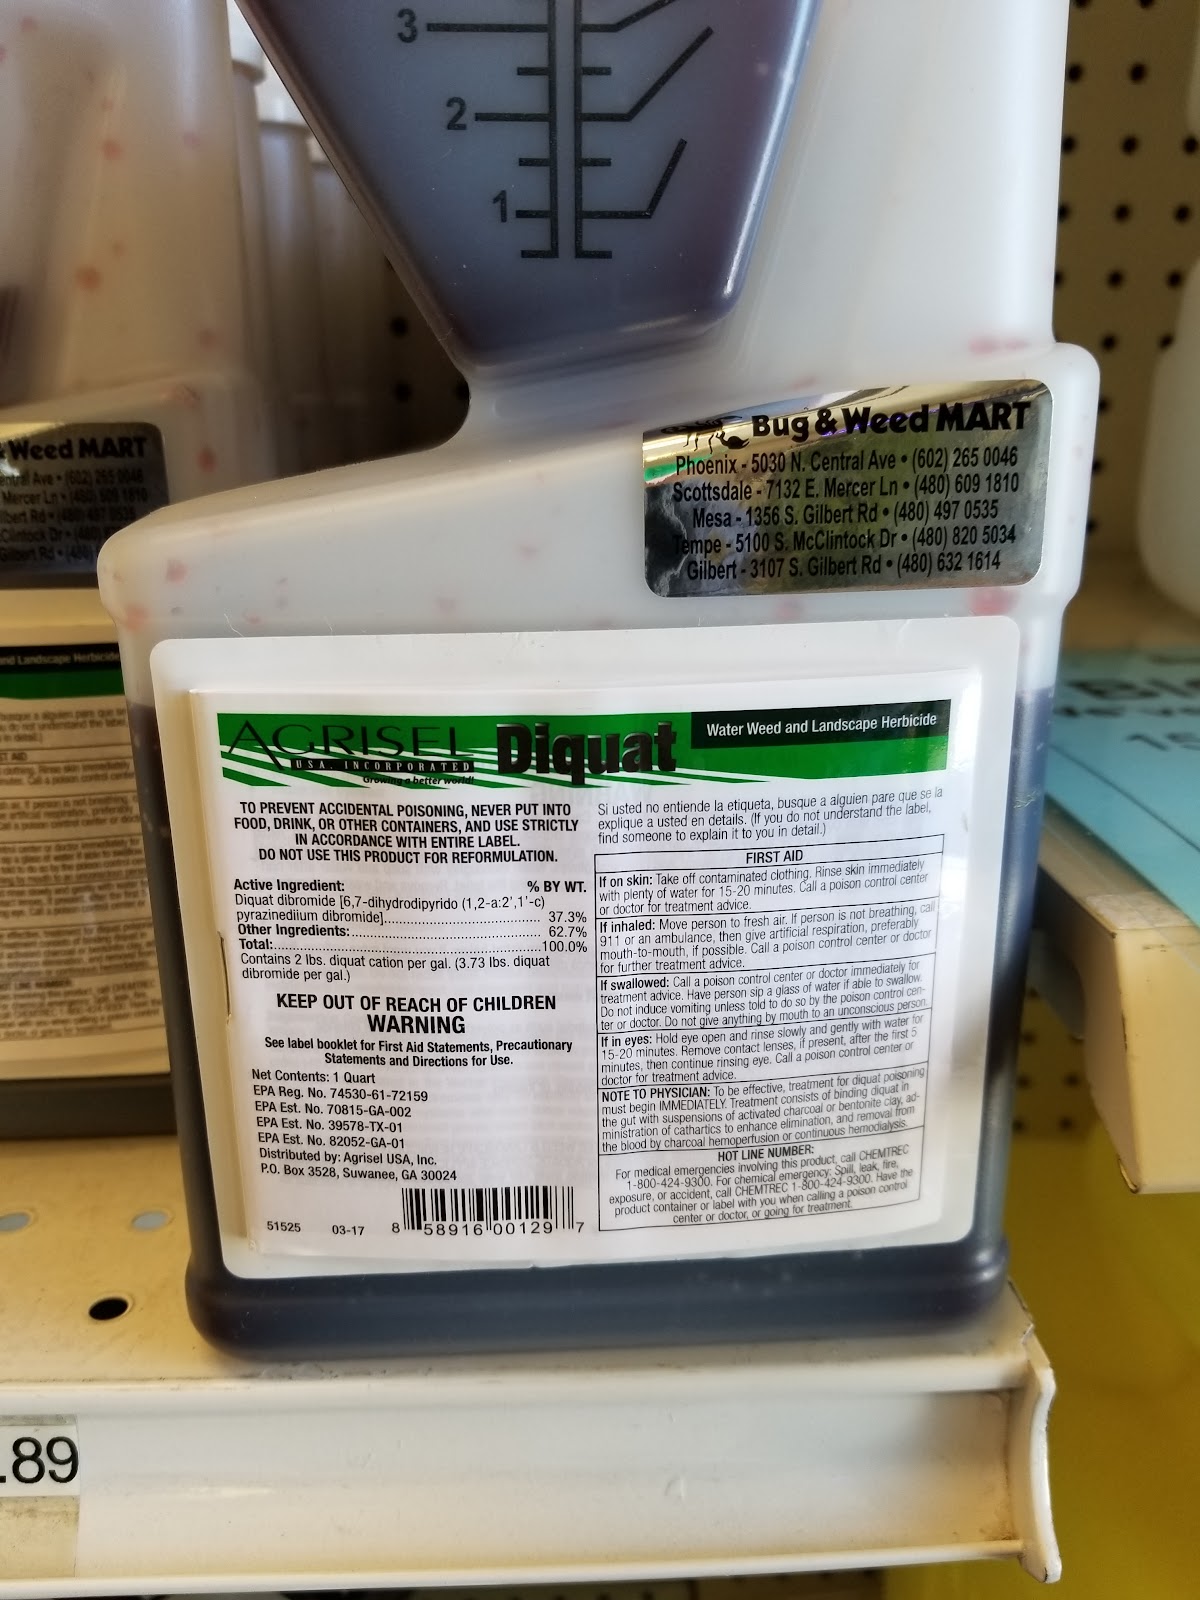 3
2
1
Bug & Weed MART
Phoenix - 5030 N. Central Ave • (602) 265 0046
Scottsdale - 7132 E. Mercer Ln • (480) 609 1810
Mesa - 1356 S. Gilbert Rd • (480) 497 0535
Tempe - 5100 S. McClintock Dr • (480) 820 5034
Gilbert - 3107 S. Gilbert Rd • (480) 632 1614
Weed MART
Ave • (602) 265 0046
Mercer Ln • (480) 609 1810
Gilbert Rd
and Landscape Herbicide
AGRISEL
USA, INCORPORATED
Growing a better world!
Diquat
Water Weed and Landscape Herbicide
TO PREVENT ACCIDENTAL POISONING, NEVER PUT INTO
FOOD, DRINK, OR OTHER CONTAINERS, AND USE STRICTLY
IN ACCORDANCE WITH ENTIRE LABEL.
DO NOT USE THIS PRODUCT FOR REFORMULATION.
Active Ingredient: % BY WT.
Diquat dibromide [6,7-dihydrodipyrido (1,2-a:2',1'-c)
pyrazinediium dibromide]........................................ 37.3%
Other Ingredients:................................................ 62.7%
Total:.................................................................100.0%
Contains 2 lbs. diquat cation per gal. (3.73 lbs. diquat
dibromide per gal.)
KEEP OUT OF REACH OF CHILDREN
WARNING
See label booklet for First Aid Statements, Precautionary
Statements and Directions for Use.
Net Contents: 1 Quart
EPA Reg. No. 74530-61-72159
EPA Est. No. 70815-GA-002
EPA Est. No. 39578-TX-01
EPA Est. No. 82052-GA-01
Distributed by: Agrisel USA, Inc.
P.O. Box 3528, Suwanee, GA 30024
51525 03-17
8 58916 00129 7
Si usted no entiende la etiqueta, busque a alguien pare que se la
explique a usted en details. (If you do not understand the label,
find someone to explain it to you in detail.)
FIRST AID
If on skin: Take off contaminated clothing. Rinse skin immediately
with plenty of water for 15-20 minutes. Call a poison control center
or doctor for treatment advice.
If inhaled: Move person to fresh air. If person is not breathing, call
911 or an ambulance, then give artificial respiration, preferably
mouth-to-mouth, if possible. Call a poison control center or doctor
for further treatment advice.
If swallowed: Call a poison control center or doctor immediately for
treatment advice. Have person sip a glass of water if able to swallow.
Do not induce vomiting unless told to do so by the poison control cen-
ter or doctor. Do not give anything by mouth to an unconscious person.
If in eyes: Hold eye open and rinse slowly and gently with water for
15-20 minutes. Remove contact lenses, if present, after the first 5
minutes, then continue rinsing eye. Call a poison control center or
doctor for treatment advice.
NOTE TO PHYSICIAN: To be effective, treatment for diquat poisoning
must begin IMMEDIATELY. Treatment consists of binding diquat in
the gut with suspensions of activated charcoal or bentonite clay, ad-
ministration of cathartics to enhance elimination, and removal from
the blood by charcoal hemoperfusion or continuous hemodialysis.
HOT LINE NUMBER:
For medical emergencies involving this product, call CHEMTREC
1-800-424-9300. For chemical emergency: Spill, leak, fire,
exposure, or accident, call CHEMTREC 1-800-424-9300. Have the
product container or label with you when calling a poison control
center or doctor, or going for treatment.
.89